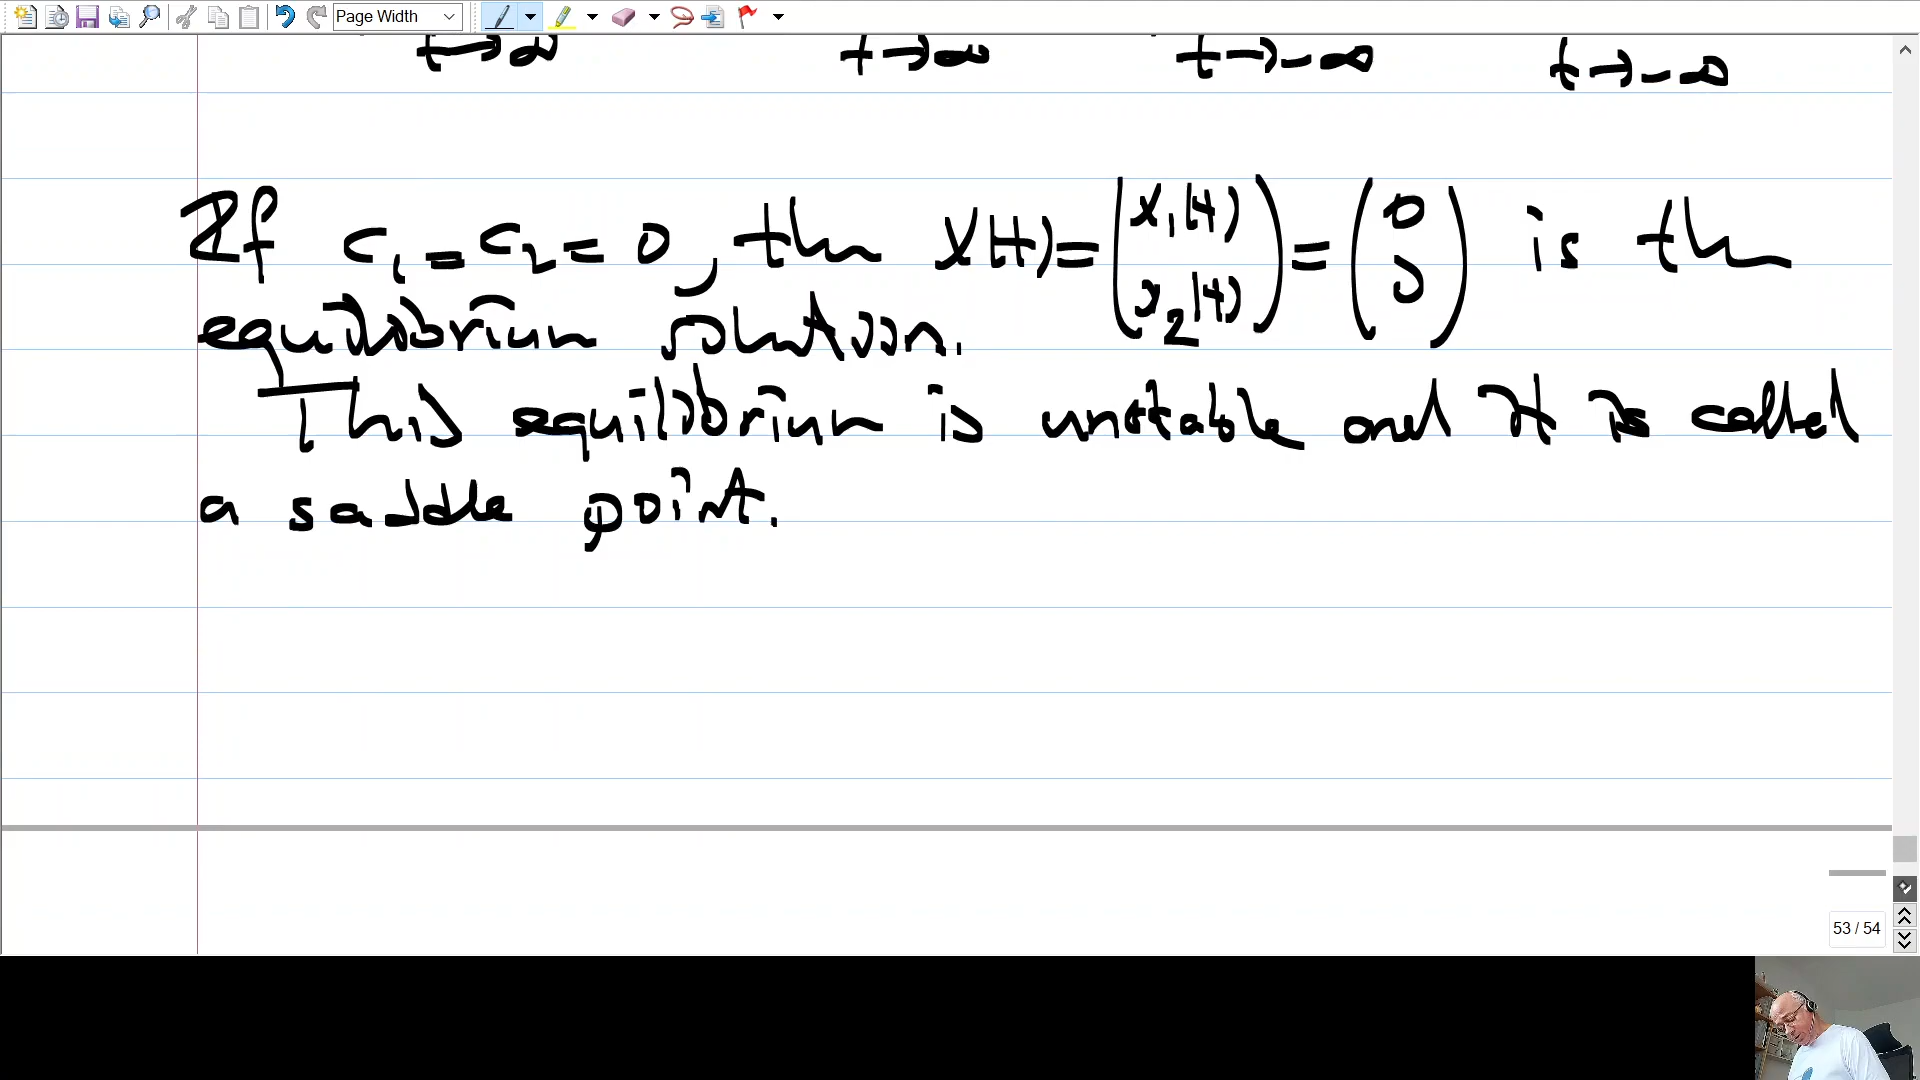 Page Width
t→∞ t→∞ t→-∞ t→-∞
If c₁=c₂=0, the X(t)=(x₁(t) x₂(t))=(0 0) is the
equilibrium solution.
This equilibrium is unstable and it is called
a saddle point.
53 / 54